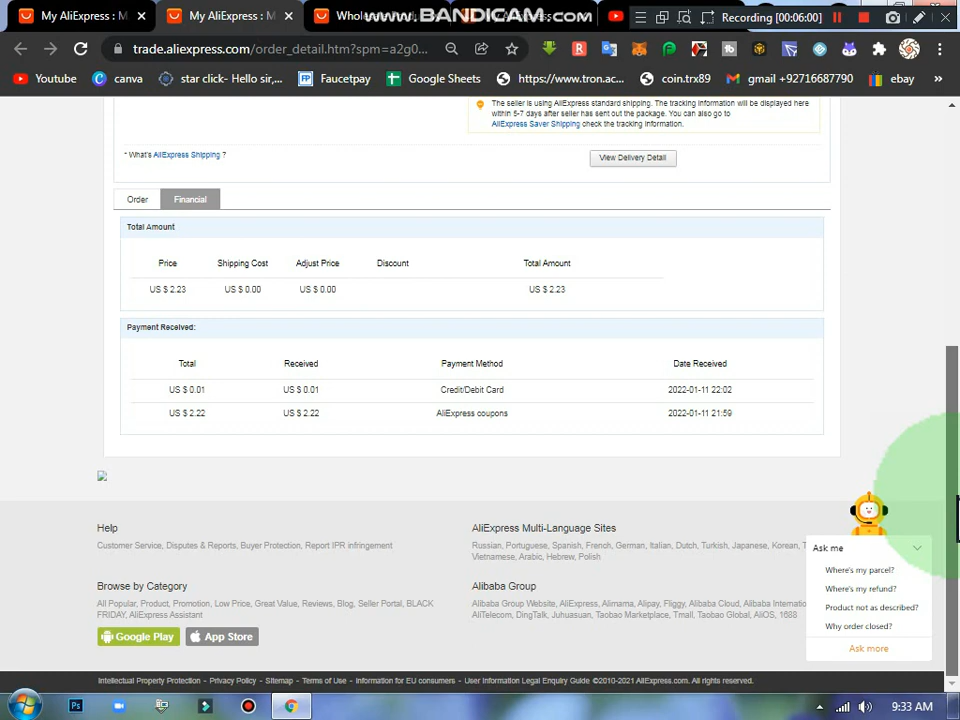 My AliExpress : M
My AliExpress : M
Whole
www.BANDICAM.com
Recording [00:06:00]
trade.aliexpress.com/order_detail.htm?spm=a2g0...
Youtube
canva
star click- Hello sir,...
Faucetpay
Google Sheets
https://www.tron.ac...
coin.trx89
gmail +92716687790
ebay
»
The seller is using AliExpress standard shipping. The tracking information will be displayed here
within 5-7 days after seller has sent out the package. You can also go to
AliExpress Saver Shipping check the tracking information.
* What's AliExpress Shipping ?
View Delivery Detail
Order Financial
Total Amount
Price Shipping Cost Adjust Price Discount Total Amount
US $ 2.23 US $ 0.00 US $ 0.00 US $ 2.23
Payment Received:
Total Received Payment Method Date Received
US $ 0.01 US $ 0.01 Credit/Debit Card 2022-01-11 22:02
US $ 2.22 US $ 2.22 AliExpress coupons 2022-01-11 21:59
Help
Customer Service, Disputes & Reports, Buyer Protection, Report IPR infringement
AliExpress Multi-Language Sites
Russian, Portuguese, Spanish, French, German, Italian, Dutch, Turkish, Japanese, Korean, T
Vietnamese, Arabic, Hebrew, Polish
Browse by Category
All Popular, Product, Promotion, Low Price, Great Value, Reviews, Blog, Seller Portal, BLACK
FRIDAY, AliExpress Assistant
Alibaba Group
Alibaba Group Website, AliExpress, Alimama, Alipay, Fliggy, Alibaba Cloud, Alibaba Internatio
AliTelecom, DingTalk, Juhuasuan, Taobao Marketplace, Tmall, Taobao Global, AliOS, 1688
Google Play
App Store
Ask me
Where's my parcel?
Where's my refund?
Product not as described?
Why order closed?
Ask more
Intellectual Property Protection - Privacy Policy - Sitemap - Terms of Use - Information for EU consumers - User Information Legal Enquiry Guide ©2010-2021 AliExpress.com. All rights reserved.
9:33 AM